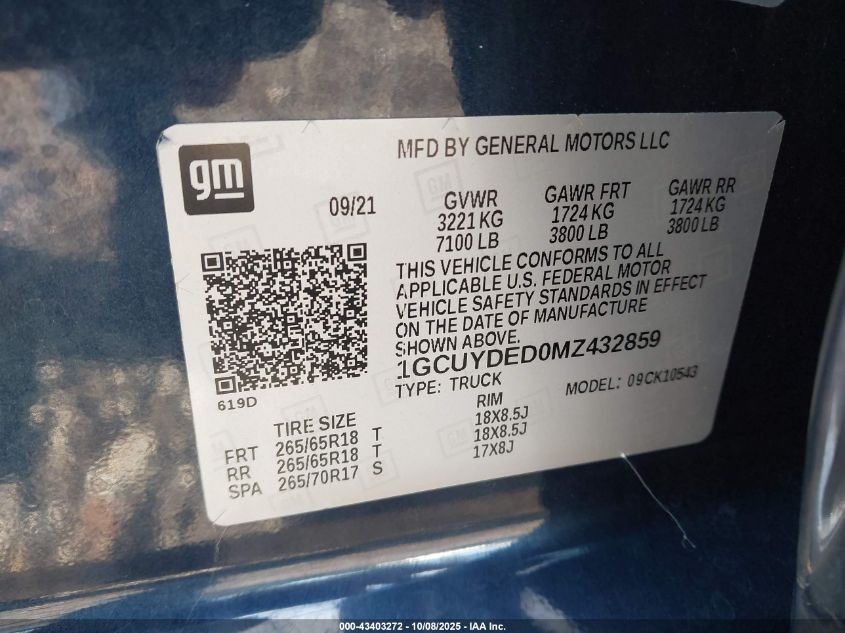 gm
MFD BY GENERAL MOTORS LLC
09/21
GVWR GAWR FRT GAWR RR
3221 KG 1724 KG 1724 KG
7100 LB 3800 LB 3800 LB
THIS VEHICLE CONFORMS TO ALL
APPLICABLE U.S. FEDERAL MOTOR
VEHICLE SAFETY STANDARDS IN EFFECT
ON THE DATE OF MANUFACTURE
SHOWN ABOVE.
1GCUYDED0MZ432859
TYPE: TRUCK MODEL: 09CK10543
619D
TIRE SIZE RIM
FRT 265/65R18 T 18X8.5J
RR 265/65R18 T 18X8.5J
SPA 265/70R17 S 17X8J
000-43403272 - 10/08/2025 - IAA Inc.